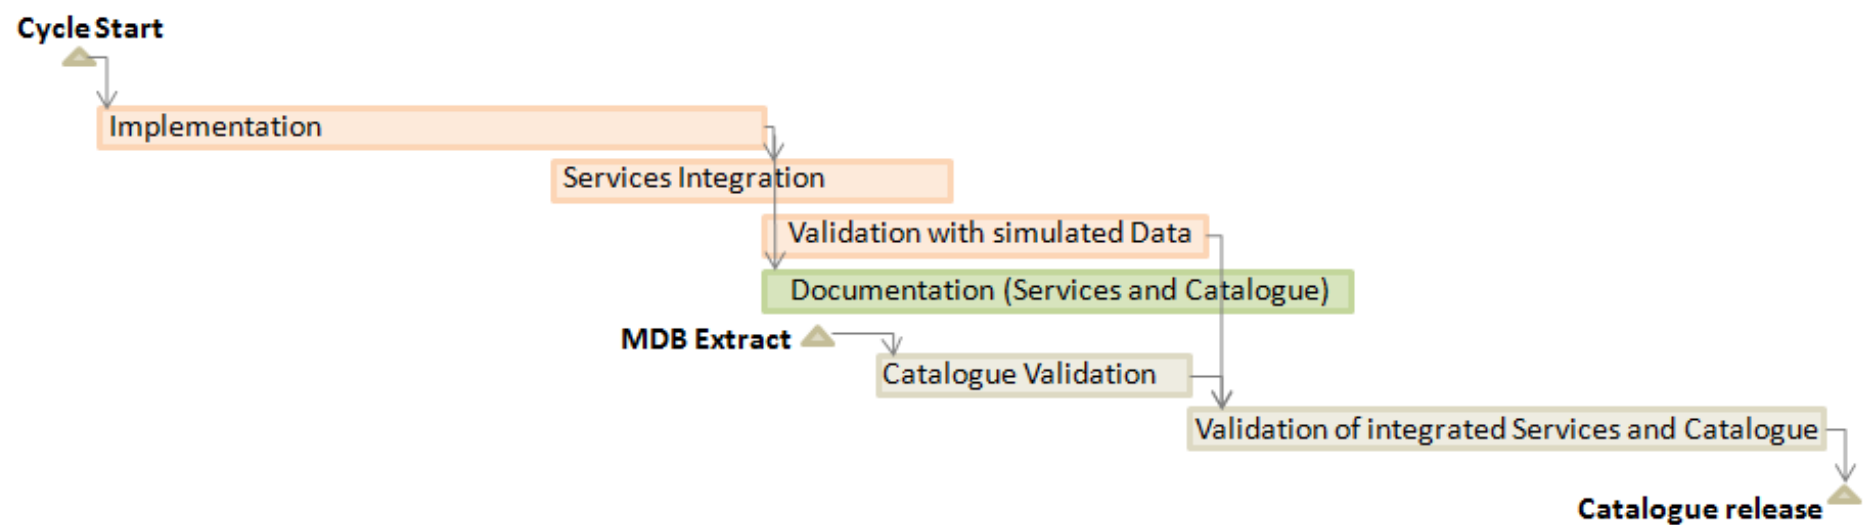 Cycle Start
Implementation
Services Integration
Validation with simulated Data
Documentation (Services and Catalogue)
MDB Extract
Catalogue Validation
Validation of integrated Services and Catalogue
Catalogue release